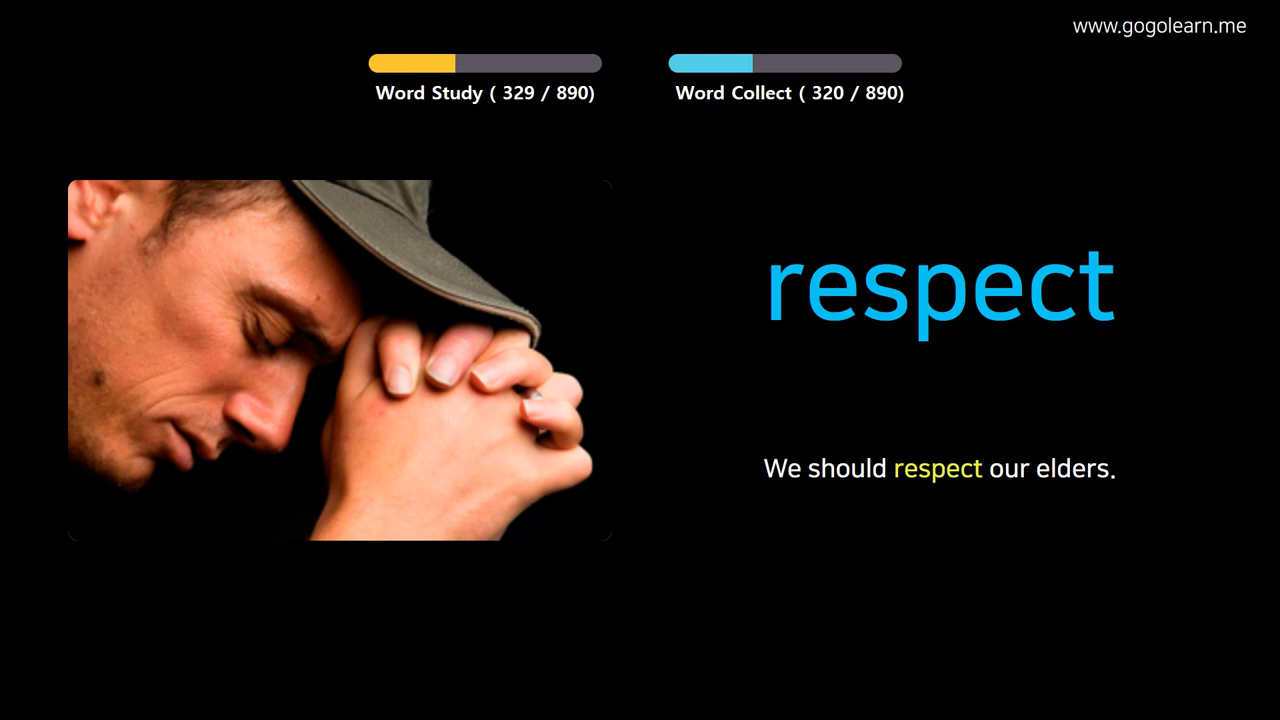 www.gogolearn.me
Word Study ( 329 / 890)
Word Collect ( 320 / 890)
respect
We should respect our elders.